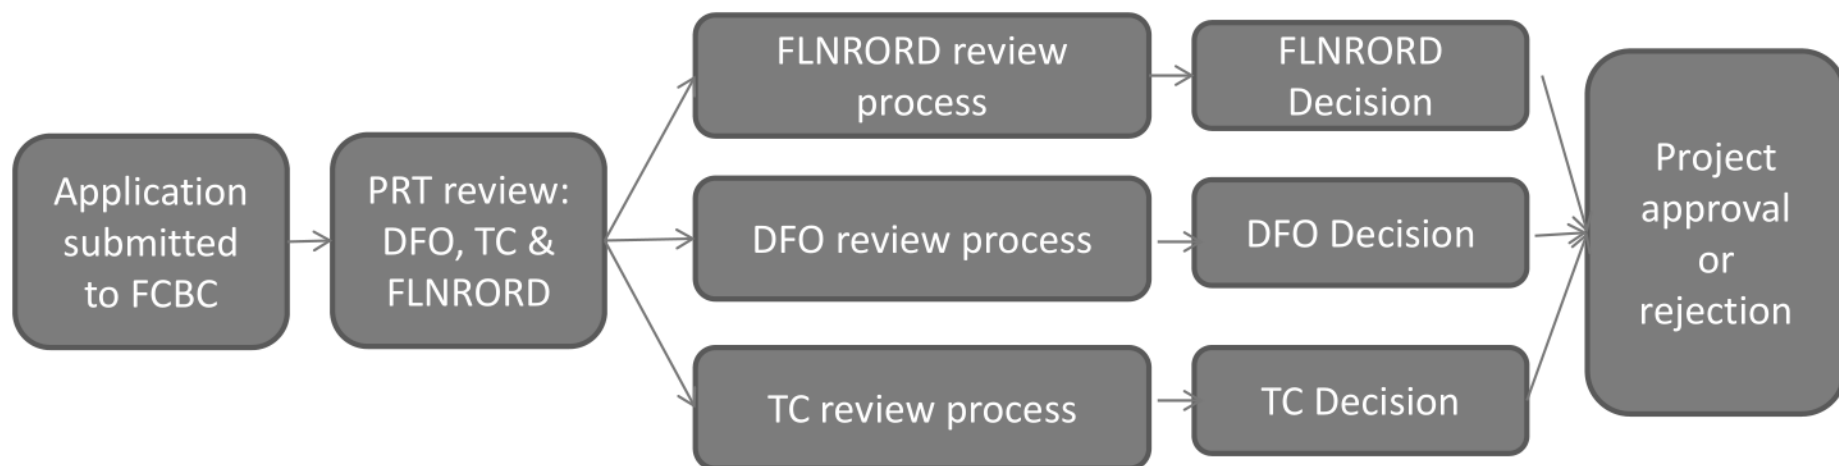 Application
submitted
to FCBC
PRT review:
DFO, TC &
FLNRORD
FLNRORD review
process
FLNRORD
Decision
DFO review process
DFO Decision
TC review process
TC Decision
Project
approval
or
rejection